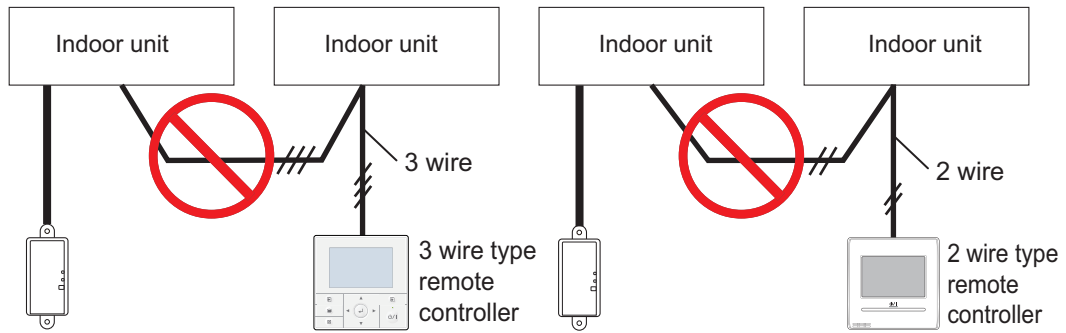 Indoor unit
Indoor unit
3 wire
3 wire type
remote
controller
Indoor unit
Indoor unit
2 wire
2 wire type
remote
controller